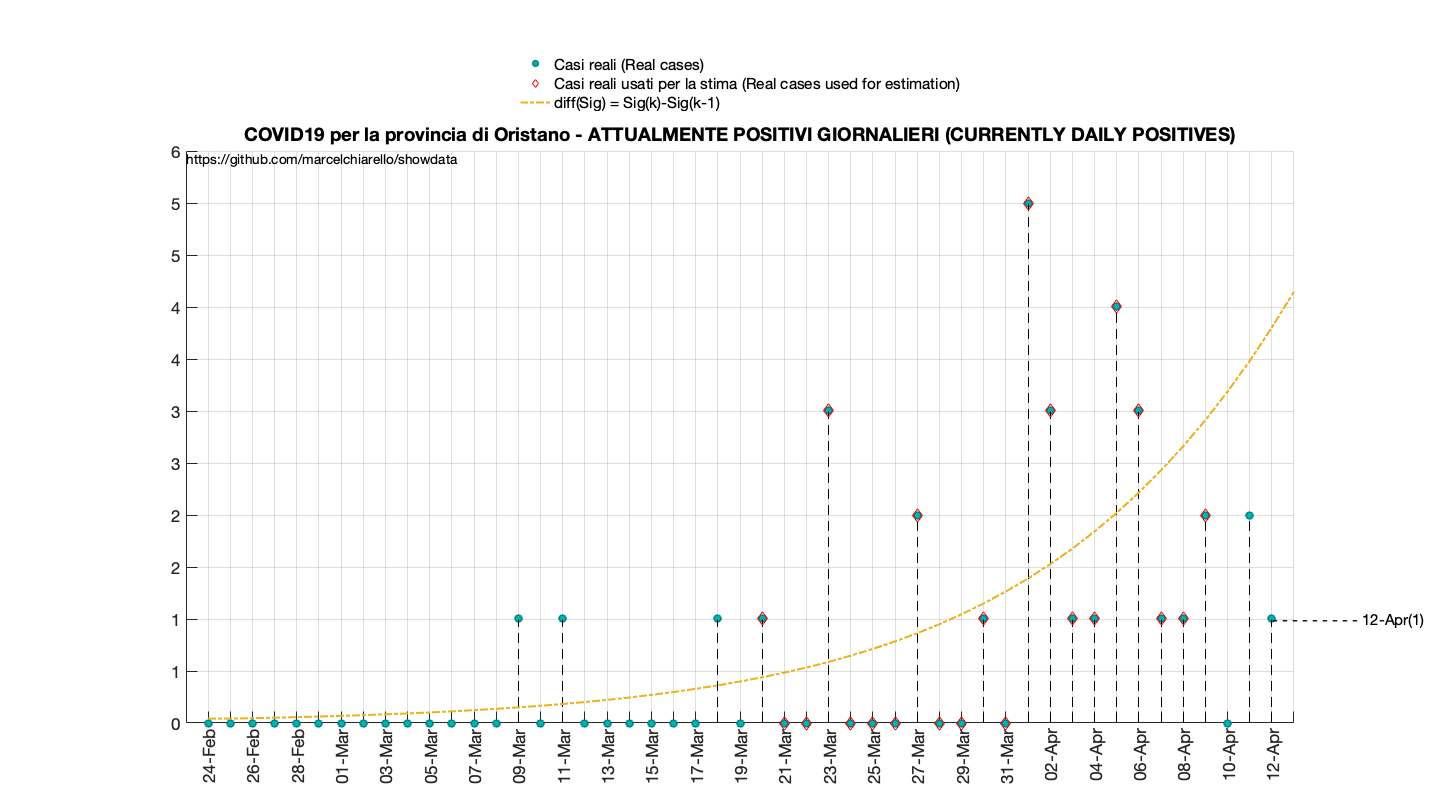 Casi reali (Real cases)
Casi reali usati per la stima (Real cases used for estimation)
diff(Sig) = Sig(k)-Sig(k-1)
COVID19 per la provincia di Oristano - ATTUALMENTE POSITIVI GIORNALIERI (CURRENTLY DAILY POSITIVES)
https://github.com/marcelchiarello/showdata
6
5
5
4
4
3
3
2
2
1
1
0
12-Apr(1)
24-Feb
26-Feb
28-Feb
01-Mar
03-Mar
05-Mar
07-Mar
09-Mar
11-Mar
13-Mar
15-Mar
17-Mar
19-Mar
21-Mar
23-Mar
25-Mar
27-Mar
29-Mar
31-Mar
02-Apr
04-Apr
06-Apr
08-Apr
10-Apr
12-Apr